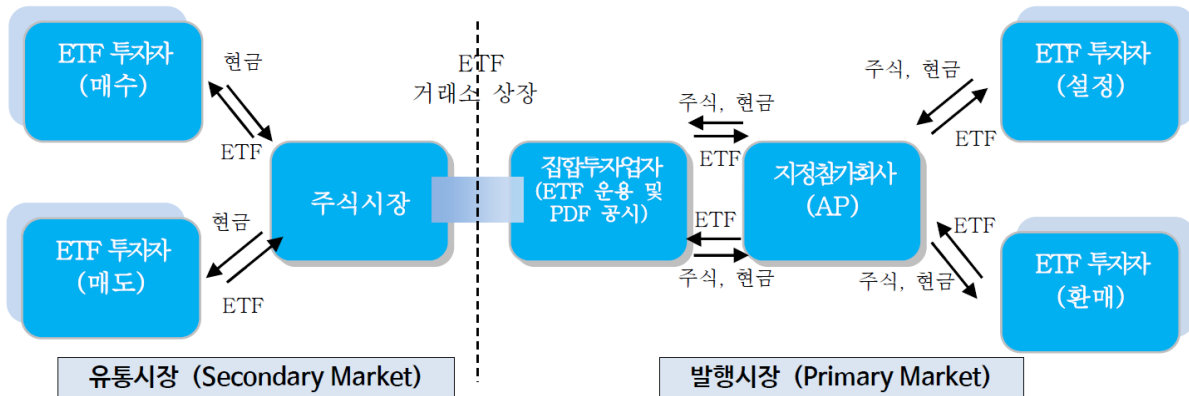 ETF 투자자
(매수)
현금
ETF
ETF 투자자
(매도)
현금
ETF
주식시장
ETF
거래소 상장
집합투자업자
(ETF 운용 및
PDF 공시)
주식, 현금
ETF
ETF
주식, 현금
지정참가회사
(AP)
주식, 현금
ETF
ETF 투자자
(설정)
ETF
주식, 현금
ETF 투자자
(환매)
유통시장 (Secondary Market)
발행시장 (Primary Market)